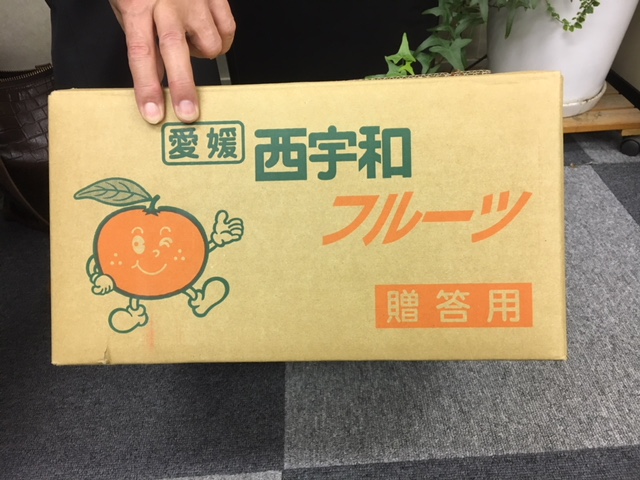 愛媛 西宇和
フルーツ
贈答用